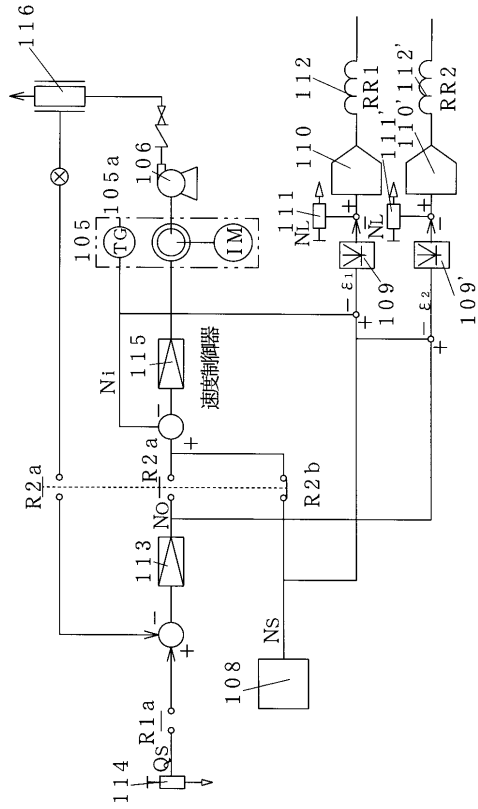 116
R2a
105
105a
106
TG
IM
Ni
115
速度制御器
R2a
R2b
NO
113
NS
108
R1a
QS
114
112
RR1
110
111
NL
109
ε1
112'
RR2
110'
111'
NL
109'
ε2